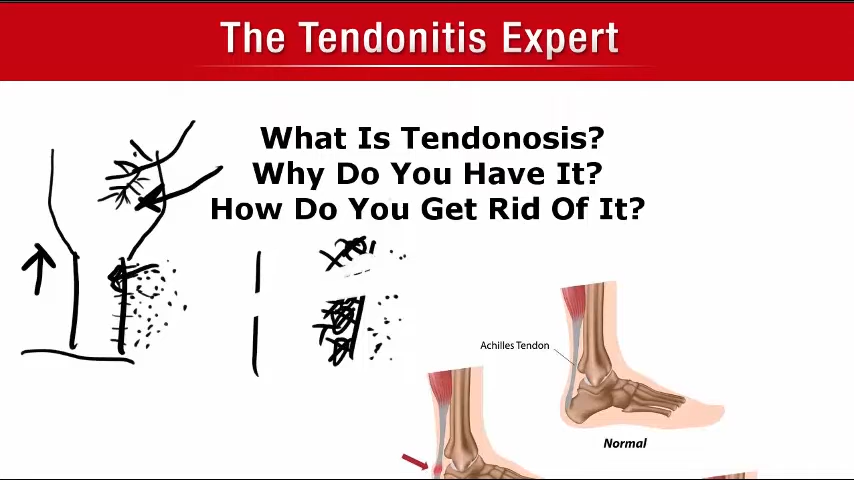 The Tendonitis Expert
What Is Tendonosis?
Why Do You Have It?
How Do You Get Rid Of It?
Achilles Tendon
Normal